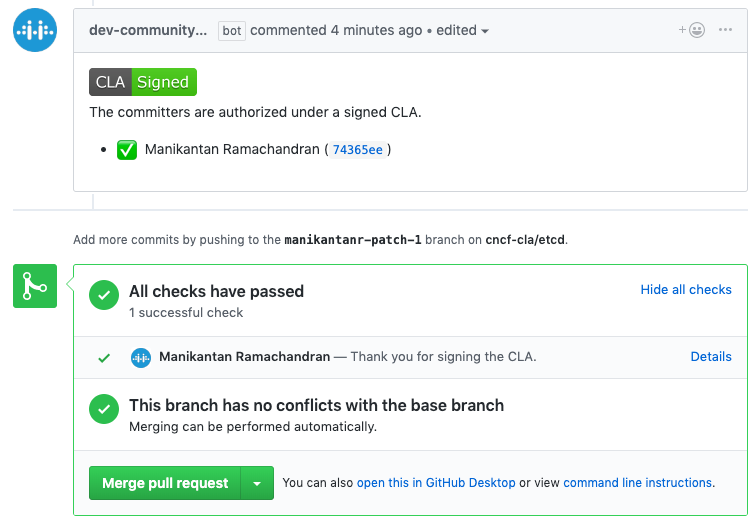 dev-community... bot commented 4 minutes ago • edited
CLA Signed
The committers are authorized under a signed CLA.
• ✅ Manikantan Ramachandran ( 74365ee )
Add more commits by pushing to the manikantanr-patch-1 branch on cncf-cla/etcd.
All checks have passed
Hide all checks
1 successful check
Manikantan Ramachandran — Thank you for signing the CLA.
Details
This branch has no conflicts with the base branch
Merging can be performed automatically.
Merge pull request
You can also open this in GitHub Desktop or view command line instructions.